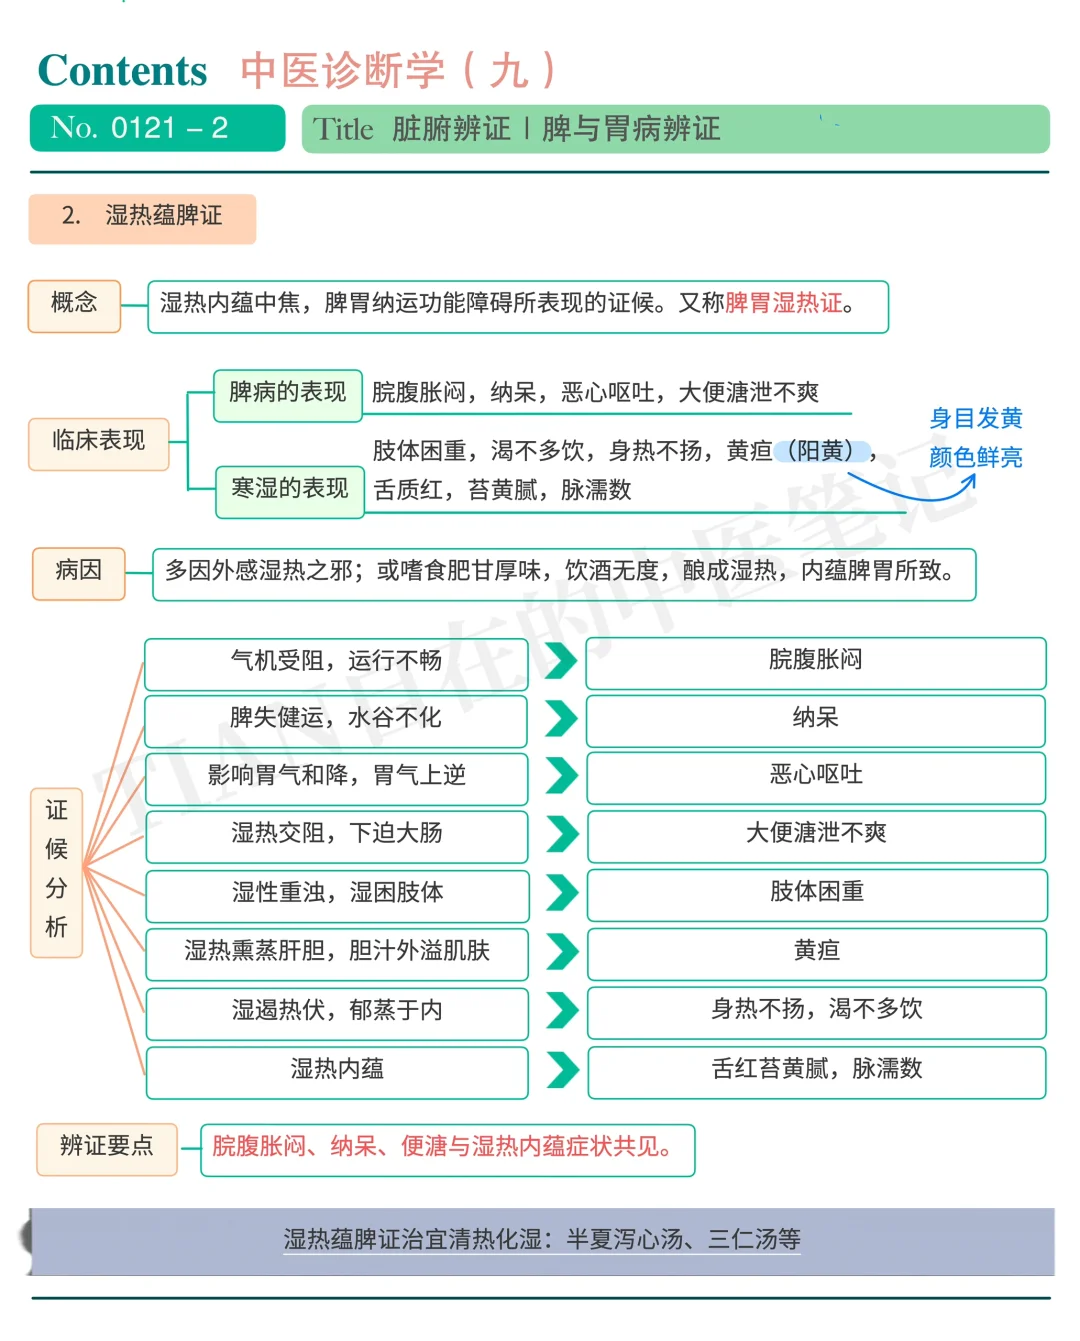 Contents 中医诊断学（九）
No. 0121 – 2 Title 脏腑辨证 | 脾与胃病辨证
2. 湿热蕴脾证
概念 湿热内蕴中焦，脾胃纳运功能障碍所表现的证候。又称脾胃湿热证。
临床表现
脾病的表现 脘腹胀闷，纳呆，恶心呕吐，大便溏泄不爽
寒湿的表现 肢体困重，渴不多饮，身热不扬，黄疸（阳黄），
舌质红，苔黄腻，脉濡数
身目发黄
颜色鲜亮
病因 多因外感湿热之邪；或嗜食肥甘厚味，饮酒无度，酿成湿热，内蕴脾胃所致。
证候分析
气机受阻，运行不畅 脘腹胀闷
脾失健运，水谷不化 纳呆
影响胃气和降，胃气上逆 恶心呕吐
湿热交阻，下迫大肠 大便溏泄不爽
湿性重浊，湿困肢体 肢体困重
湿热熏蒸肝胆，胆汁外溢肌肤 黄疸
湿遏热伏，郁蒸于内 身热不扬，渴不多饮
湿热内蕴 舌红苔黄腻，脉濡数
辨证要点 脘腹胀闷、纳呆、便溏与湿热内蕴症状共见。
湿热蕴脾证治宜清热化湿：半夏泻心汤、三仁汤等
TIAN自在的中医笔记